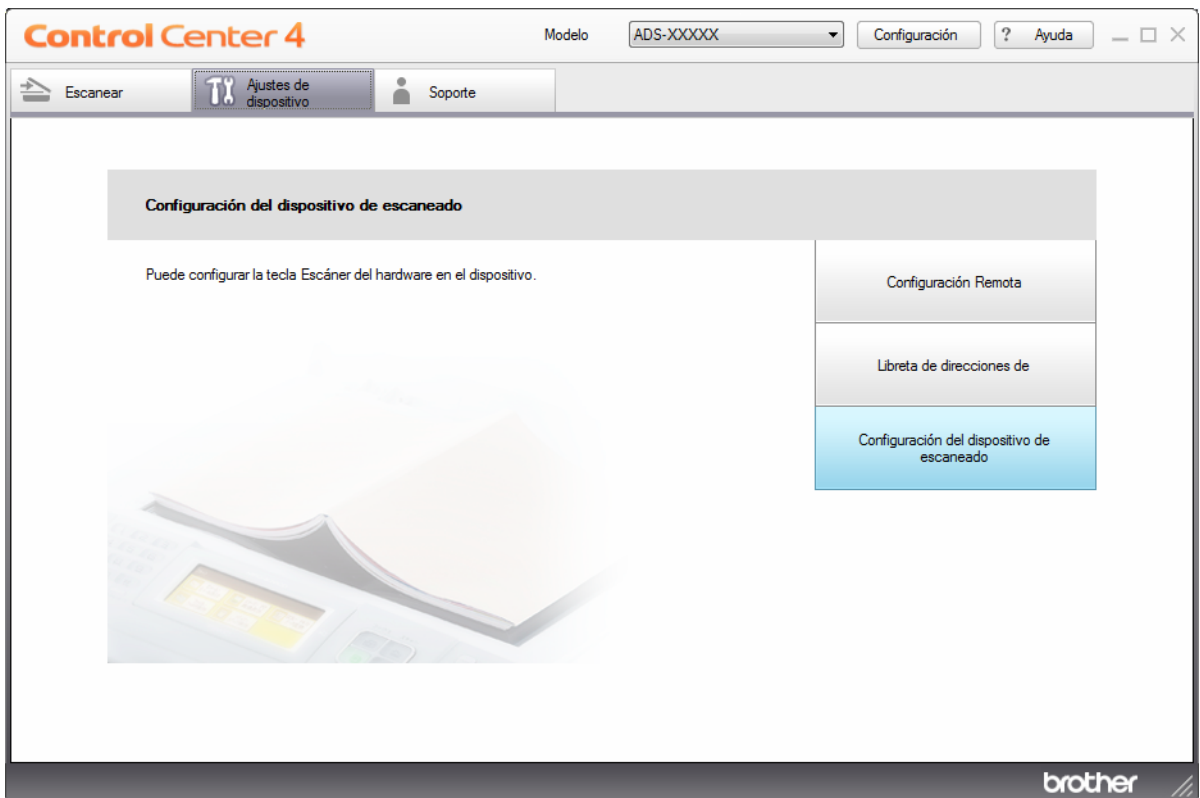 Control Center 4
Modelo
ADS-XXXXX
Configuración
? Ayuda
Escanear
Ajustes de
dispositivo
Soporte
Configuración del dispositivo de escaneado
Puede configurar la tecla Escáner del hardware en el dispositivo.
Configuración Remota
Libreta de direcciones de
Configuración del dispositivo de
escaneado
brother